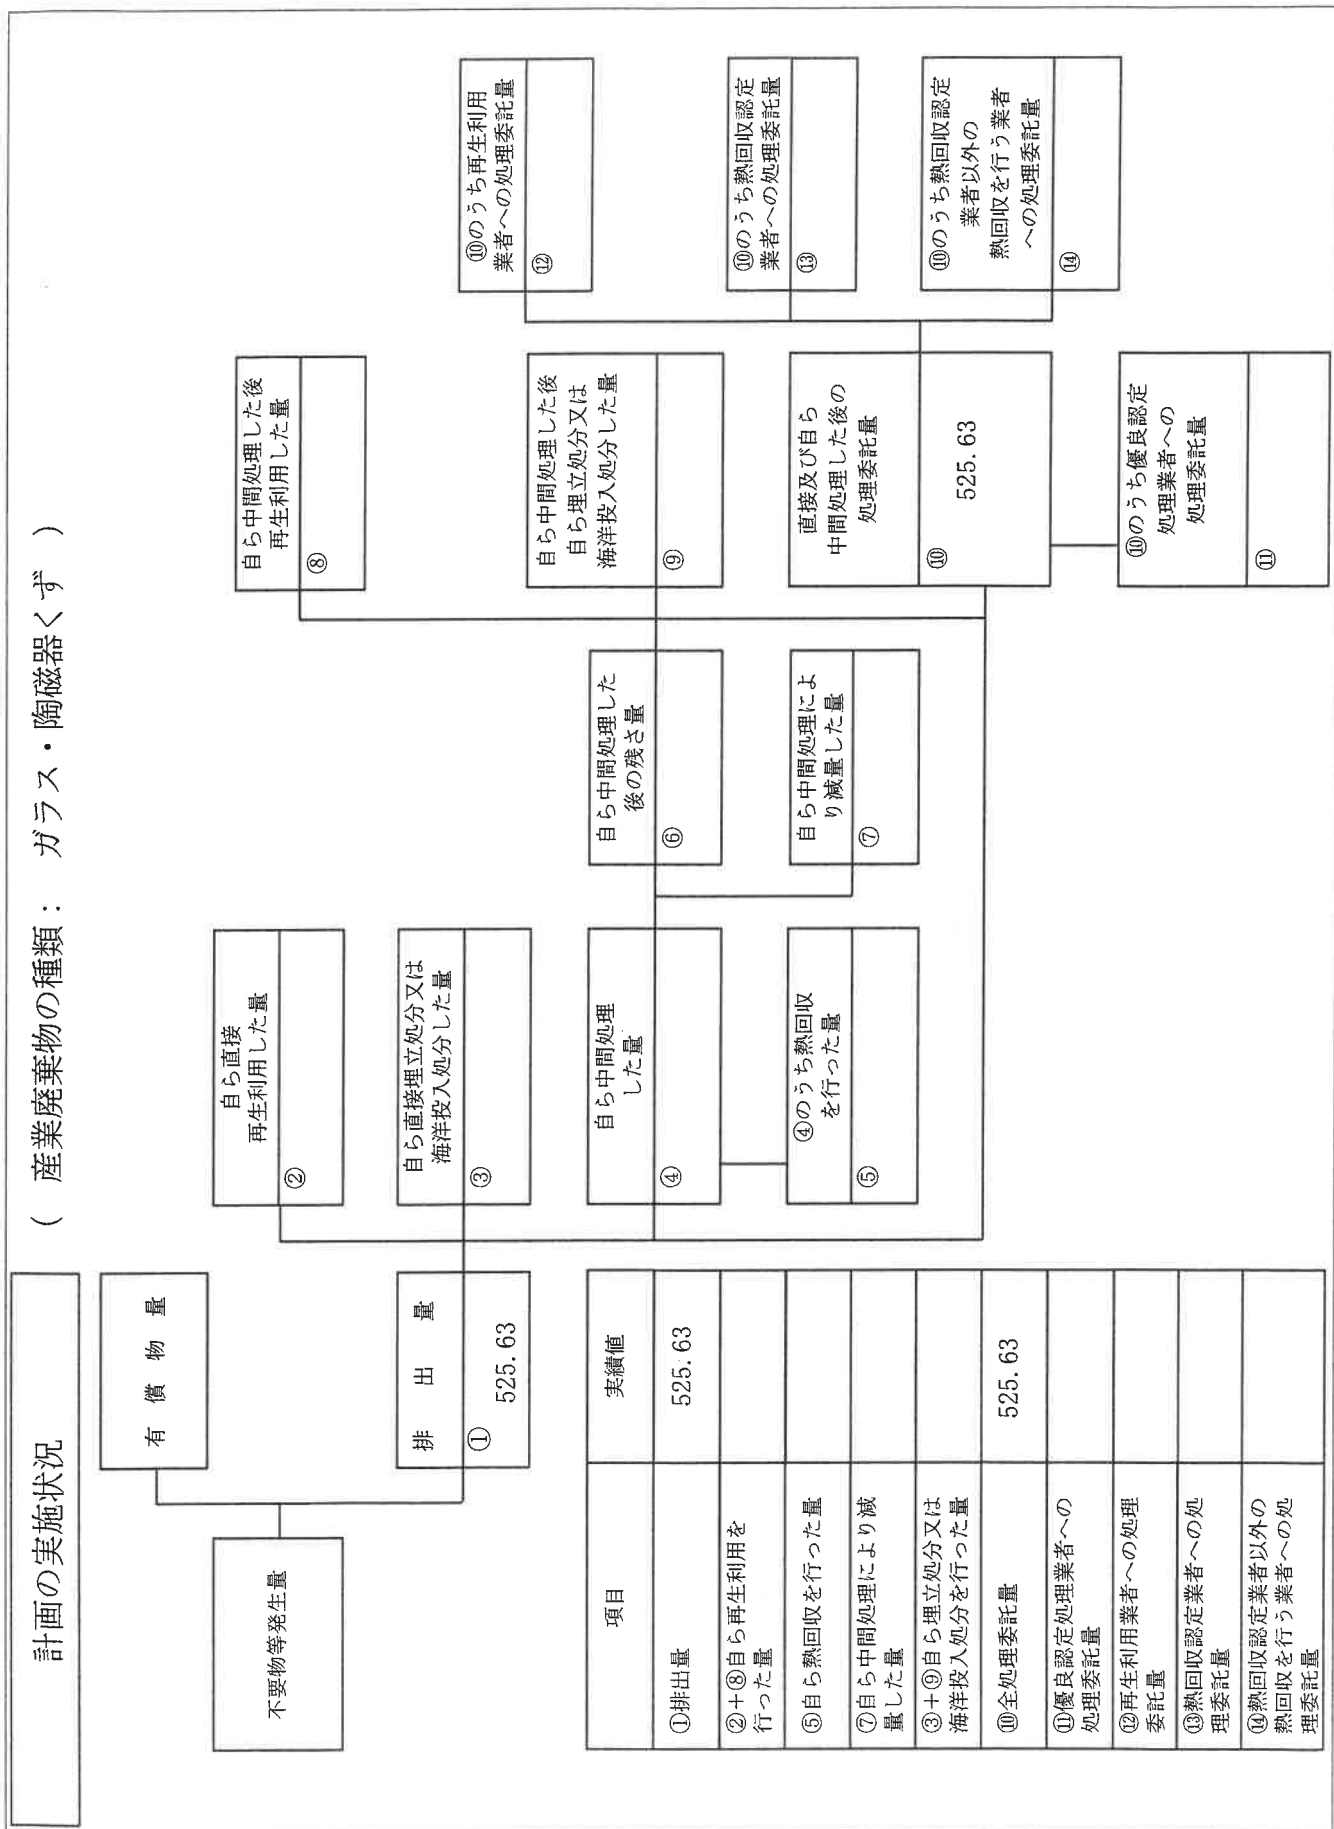 計画の実施状況
( 産業廃棄物の種類： ガラス・陶磁器くず )
不要物等発生量
有償物量
排出量
①
525.63
自ら直接
再生利用した量
②
自ら直接埋立処分又は
海洋投入処分した量
③
自ら中間処理
した量
④
④のうち熱回収
を行った量
⑤
自ら中間処理した
後の残さ量
⑥
自ら中間処理によ
り減量した量
⑦
自ら中間処理した後
再生利用した量
⑧
自ら中間処理した後
自ら埋立処分又は
海洋投入処分した量
⑨
直接及び自ら
中間処理した後の
処理委託量
⑩
525.63
⑩のうち優良認定
処理業者への
処理委託量
⑪
⑩のうち再生利用
業者への処理委託量
⑫
⑩のうち熱回収認定
業者への処理委託量
⑬
⑩のうち熱回収認定
業者以外の
熱回収を行う業者
への処理委託量
⑭
項目 実績値
①排出量 525.63
②＋⑧自ら再生利用を
行った量
⑤自ら熱回収を行った量
⑦自ら中間処理により減
量した量
③＋⑨自ら埋立処分又は
海洋投入処分を行った量
⑩全処理委託量 525.63
⑪優良認定処理業者への
処理委託量
⑫再生利用業者への処理
委託量
⑬熱回収認定業者への処
理委託量
⑭熱回収認定業者以外の
熱回収を行う業者への処
理委託量